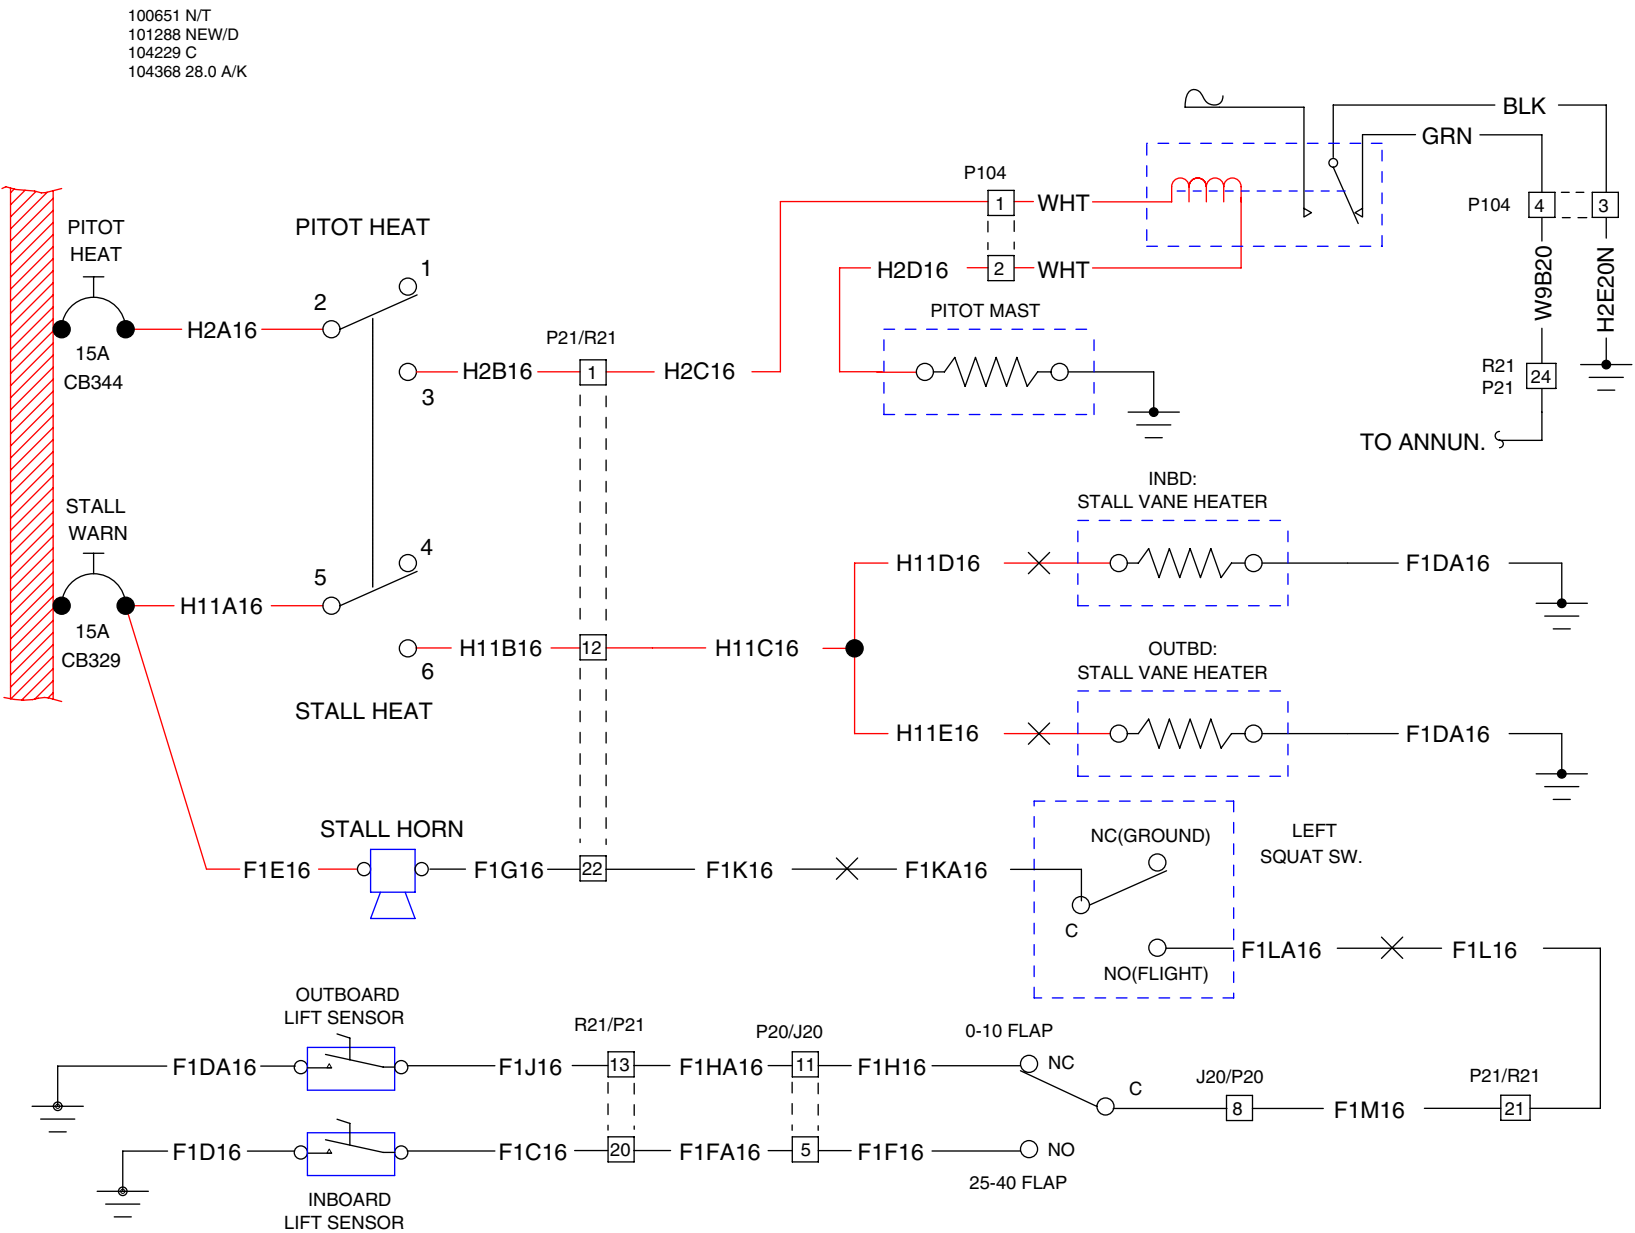 100651 N/T
101288 NEW/D
104229 C
104368 28.0 A/K
BLK
GRN
P104
1
WHT
P104
4
3
PITOT
HEAT
PITOT HEAT
1
2
H2D16
2
WHT
W9B20
H2E20N
PITOT MAST
H2A16
15A
CB344
P21/R21
H2B16
1
H2C16
3
R21
P21
24
TO ANNUN.
INBD:
STALL VANE HEATER
STALL
WARN
4
5
H11D16
F1DA16
H11A16
15A
CB329
H11B16
12
H11C16
6
OUTBD:
STALL VANE HEATER
STALL HEAT
H11E16
F1DA16
STALL HORN
NC(GROUND)
LEFT
SQUAT SW.
F1E16
F1G16
22
F1K16
F1KA16
C
NO(FLIGHT)
F1LA16
F1L16
OUTBOARD
LIFT SENSOR
R21/P21
P20/J20
0-10 FLAP
F1DA16
F1J16
13
F1HA16
11
F1H16
NC
C
J20/P20
8
F1M16
P21/R21
21
F1D16
F1C16
20
F1FA16
5
F1F16
NO
25-40 FLAP
INBOARD
LIFT SENSOR